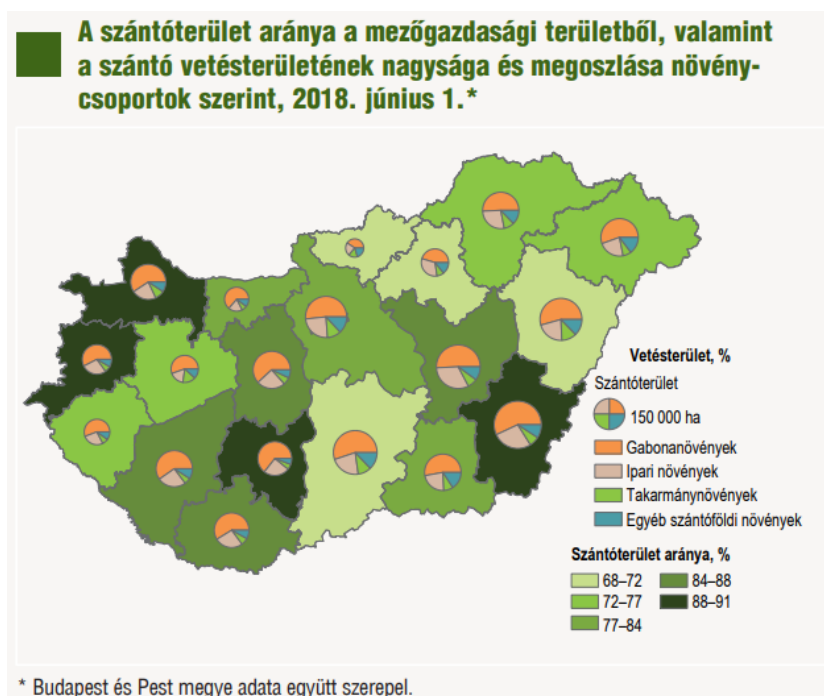 A szántóterület aránya a mezőgazdasági területből, valamint
a szántó vetésterületének nagysága és megoszlása növény-
csoportok szerint, 2018. június 1.*
Vetésterület, %
Szántóterület
150 000 ha
Gabonanövények
Ipari növények
Takarmánynövények
Egyéb szántóföldi növények
Szántóterület aránya, %
68–72
84–88
72–77
88–91
77–84
* Budapest és Pest megye adata együtt szerepel.